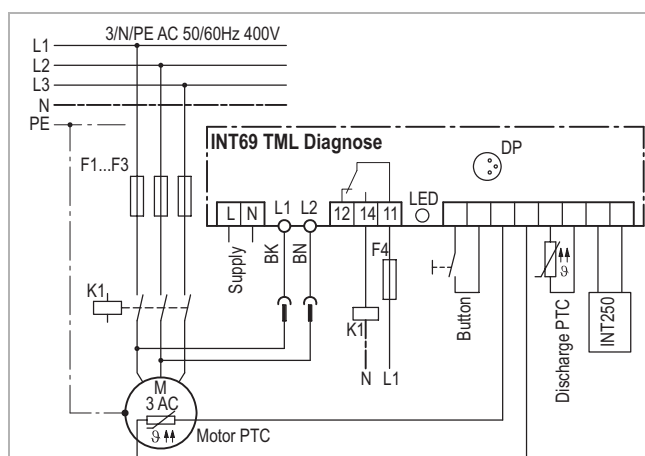 3/N/PE AC 50/60Hz 400V
L1
L2
L3
N
PE
INT69 TML Diagnose
DP
F1...F3
LED
L N L1 L2 12 14 11
Supply
BK
BN
F4
K1
K1
Button
Discharge PTC
INT250
ϑ
N L1
M
3 AC
ϑ
Motor PTC